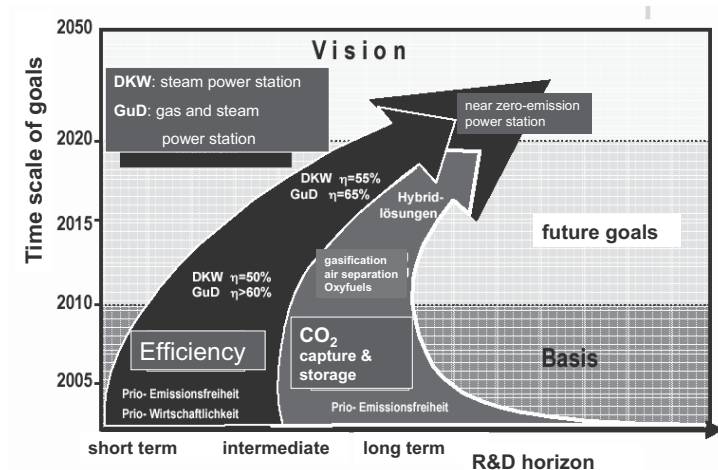 2050
Vision
DKW: steam power station
GuD: gas and steam
power station
near zero-emission
power station
Time scale of goals
2020
DKW η=55%
GuD η=65%
Hybrid-
lösungen
2015
future goals
gasification
air separation
Oxyfuels
DKW η=50%
GuD η>60%
2010
Efficiency
CO₂
capture &
storage
Basis
2005
Prio- Emissionsfreiheit
Prio- Wirtschaftlichkeit
Prio- Emissionsfreiheit
short term intermediate long term
R&D horizon